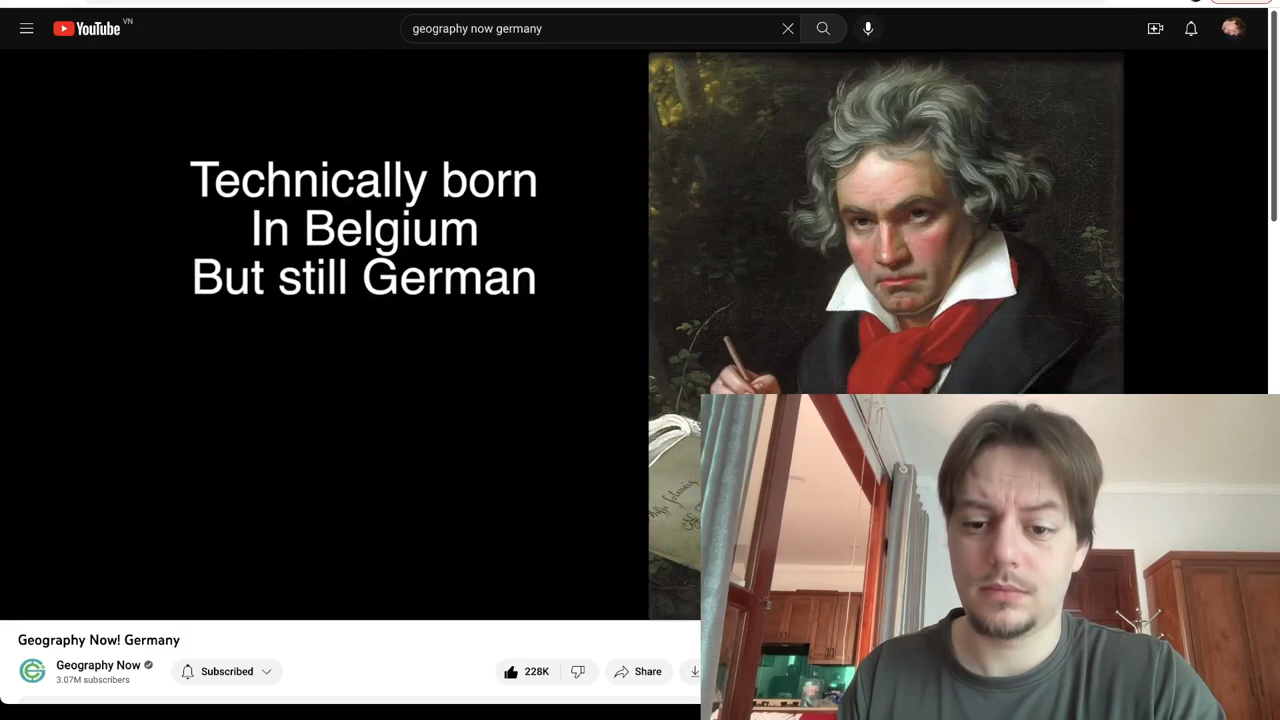 YouTube VN
geography now germany
Technically born
In Belgium
But still German
Geography Now! Germany
Geography Now
3.07M subscribers
Subscribed
228K
Share